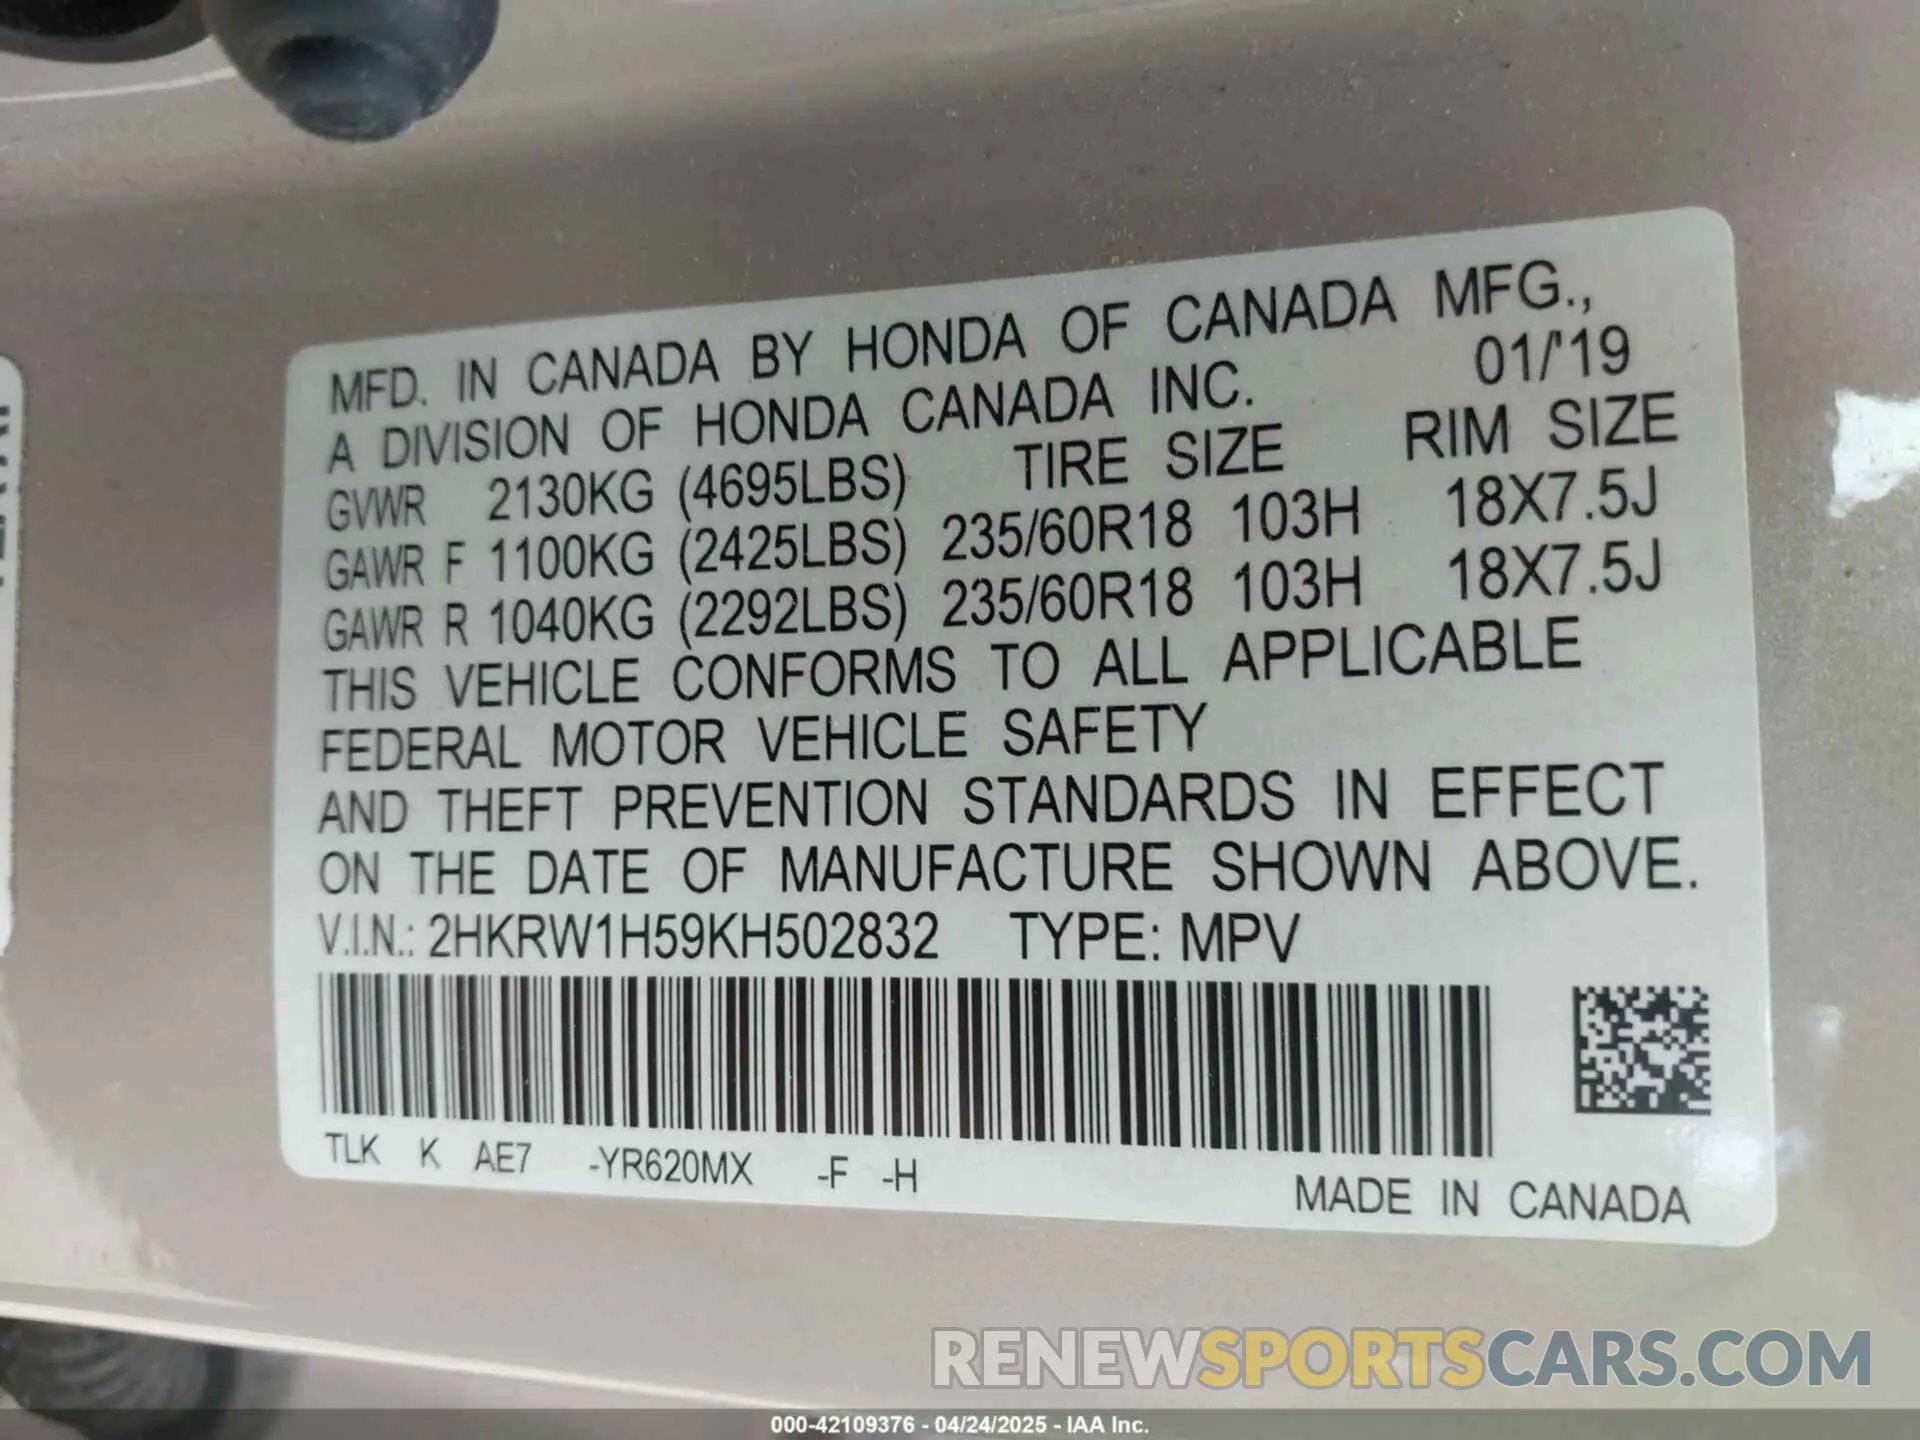 MFD. IN CANADA BY HONDA OF CANADA MFG.,
A DIVISION OF HONDA CANADA INC. 01/'19
GVWR 2130KG (4695LBS) TIRE SIZE RIM SIZE
GAWR F 1100KG (2425LBS) 235/60R18 103H 18X7.5J
GAWR R 1040KG (2292LBS) 235/60R18 103H 18X7.5J
THIS VEHICLE CONFORMS TO ALL APPLICABLE
FEDERAL MOTOR VEHICLE SAFETY
AND THEFT PREVENTION STANDARDS IN EFFECT
ON THE DATE OF MANUFACTURE SHOWN ABOVE.
V.I.N.: 2HKRW1H59KH502832 TYPE: MPV
TLK K AE7 -YR620MX -F -H
MADE IN CANADA
RENEWSPORTSCARS.COM
000-42109376 - 04/24/2025 - IAA Inc.